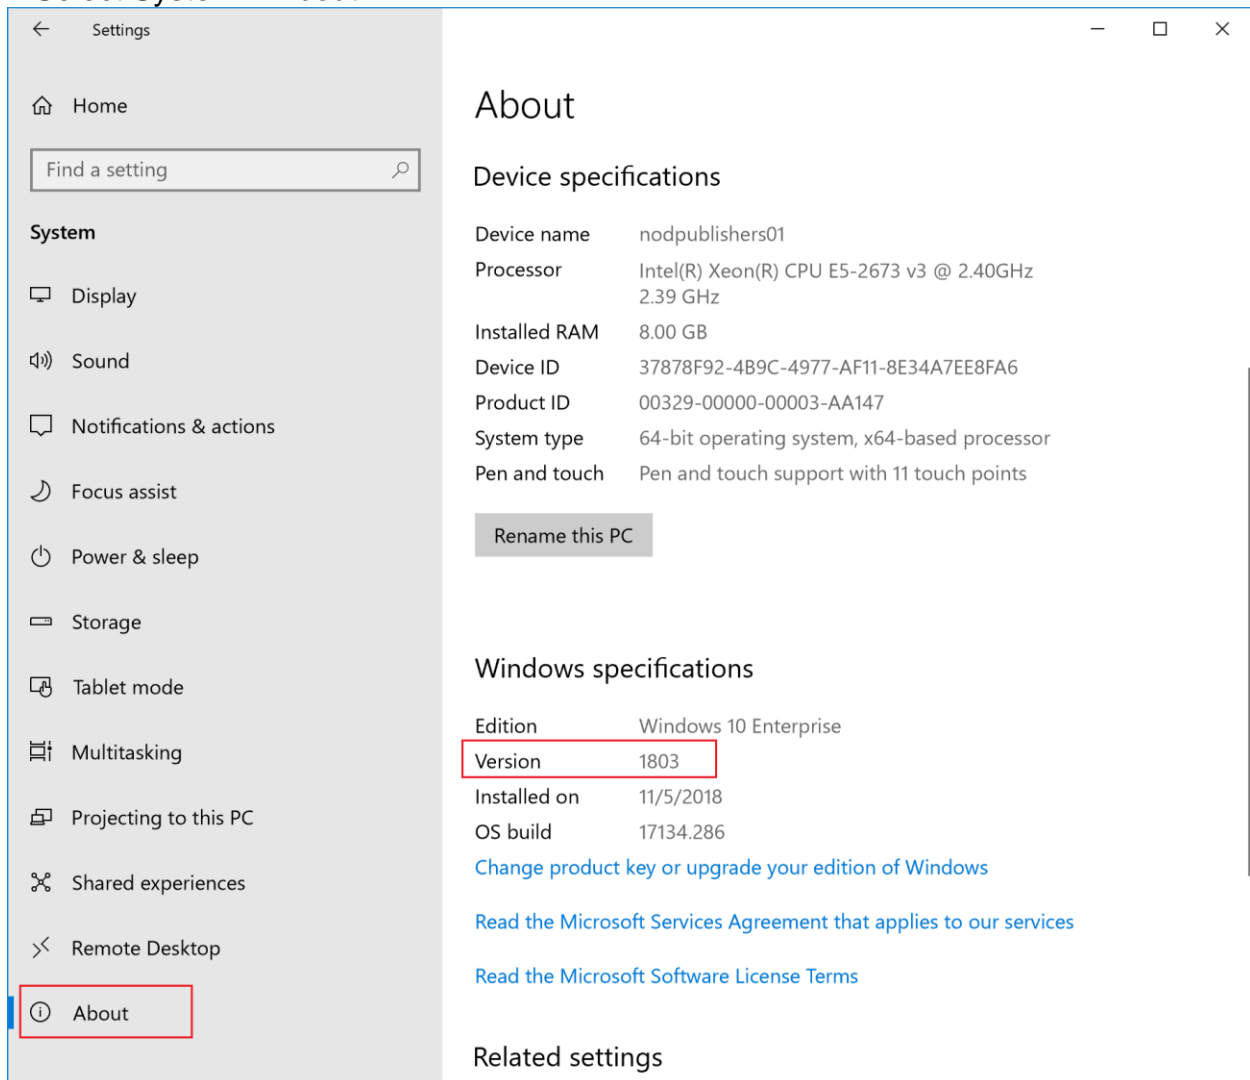 Settings
Home
Find a setting
System
Display
Sound
Notifications & actions
Focus assist
Power & sleep
Storage
Tablet mode
Multitasking
Projecting to this PC
Shared experiences
Remote Desktop
About
About
Device specifications
Device name nodpublishers01
Processor Intel(R) Xeon(R) CPU E5-2673 v3 @ 2.40GHz
2.39 GHz
Installed RAM 8.00 GB
Device ID 37878F92-4B9C-4977-AF11-8E34A7EE8FA6
Product ID 00329-00000-00003-AA147
System type 64-bit operating system, x64-based processor
Pen and touch Pen and touch support with 11 touch points
Rename this PC
Windows specifications
Edition Windows 10 Enterprise
Version 1803
Installed on 11/5/2018
OS build 17134.286
Change product key or upgrade your edition of Windows
Read the Microsoft Services Agreement that applies to our services
Read the Microsoft Software License Terms
Related settings